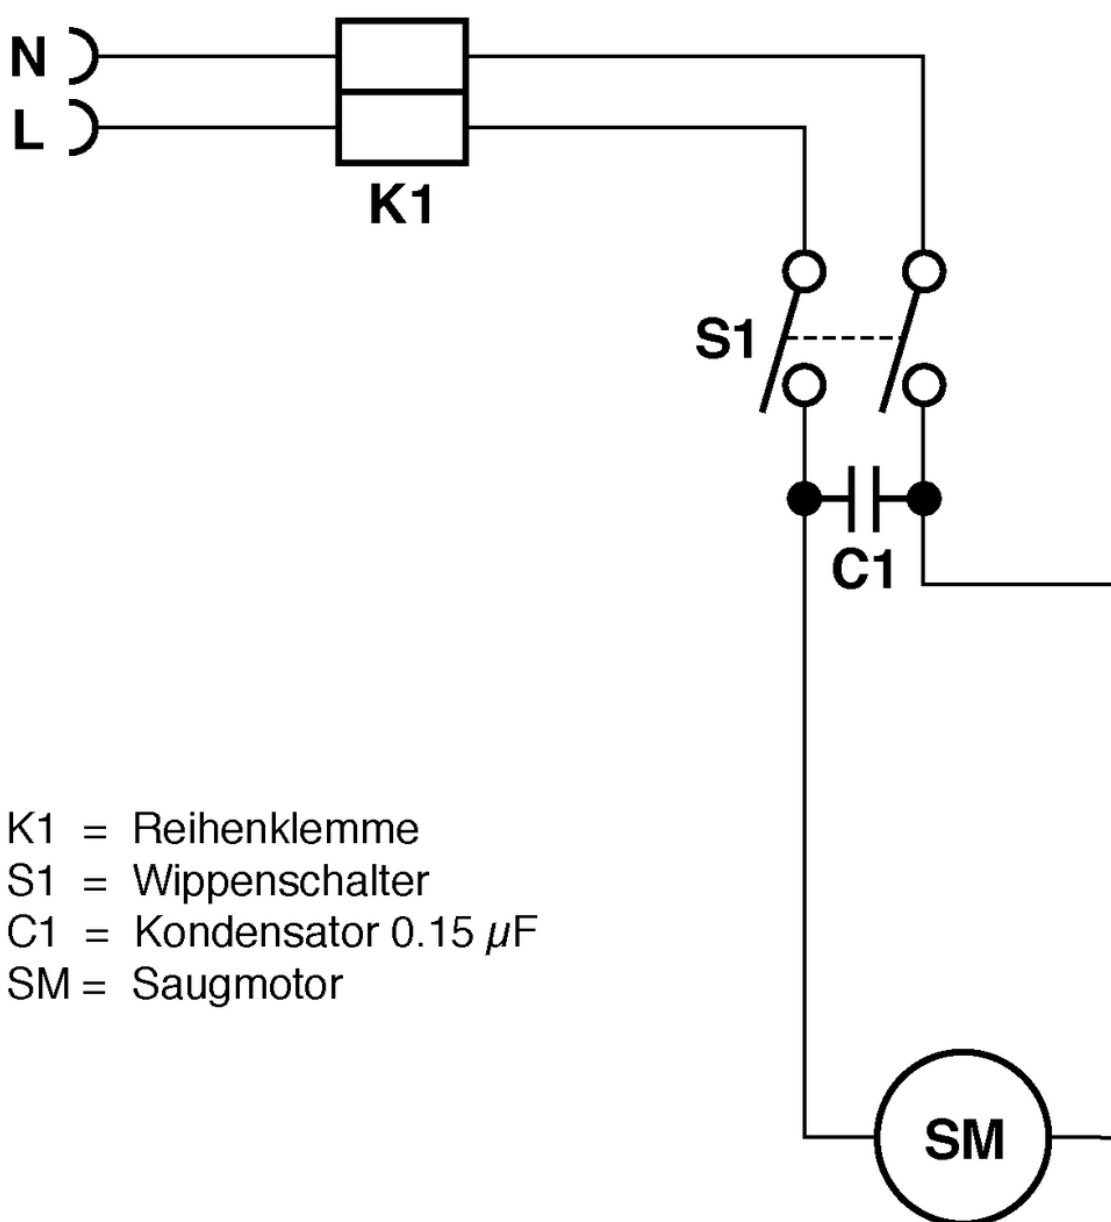 N
L
K1
S1
C1
K1 = Reihenklemme
S1 = Wippenschalter
C1 = Kondensator 0.15 µF
SM = Saugmotor
SM